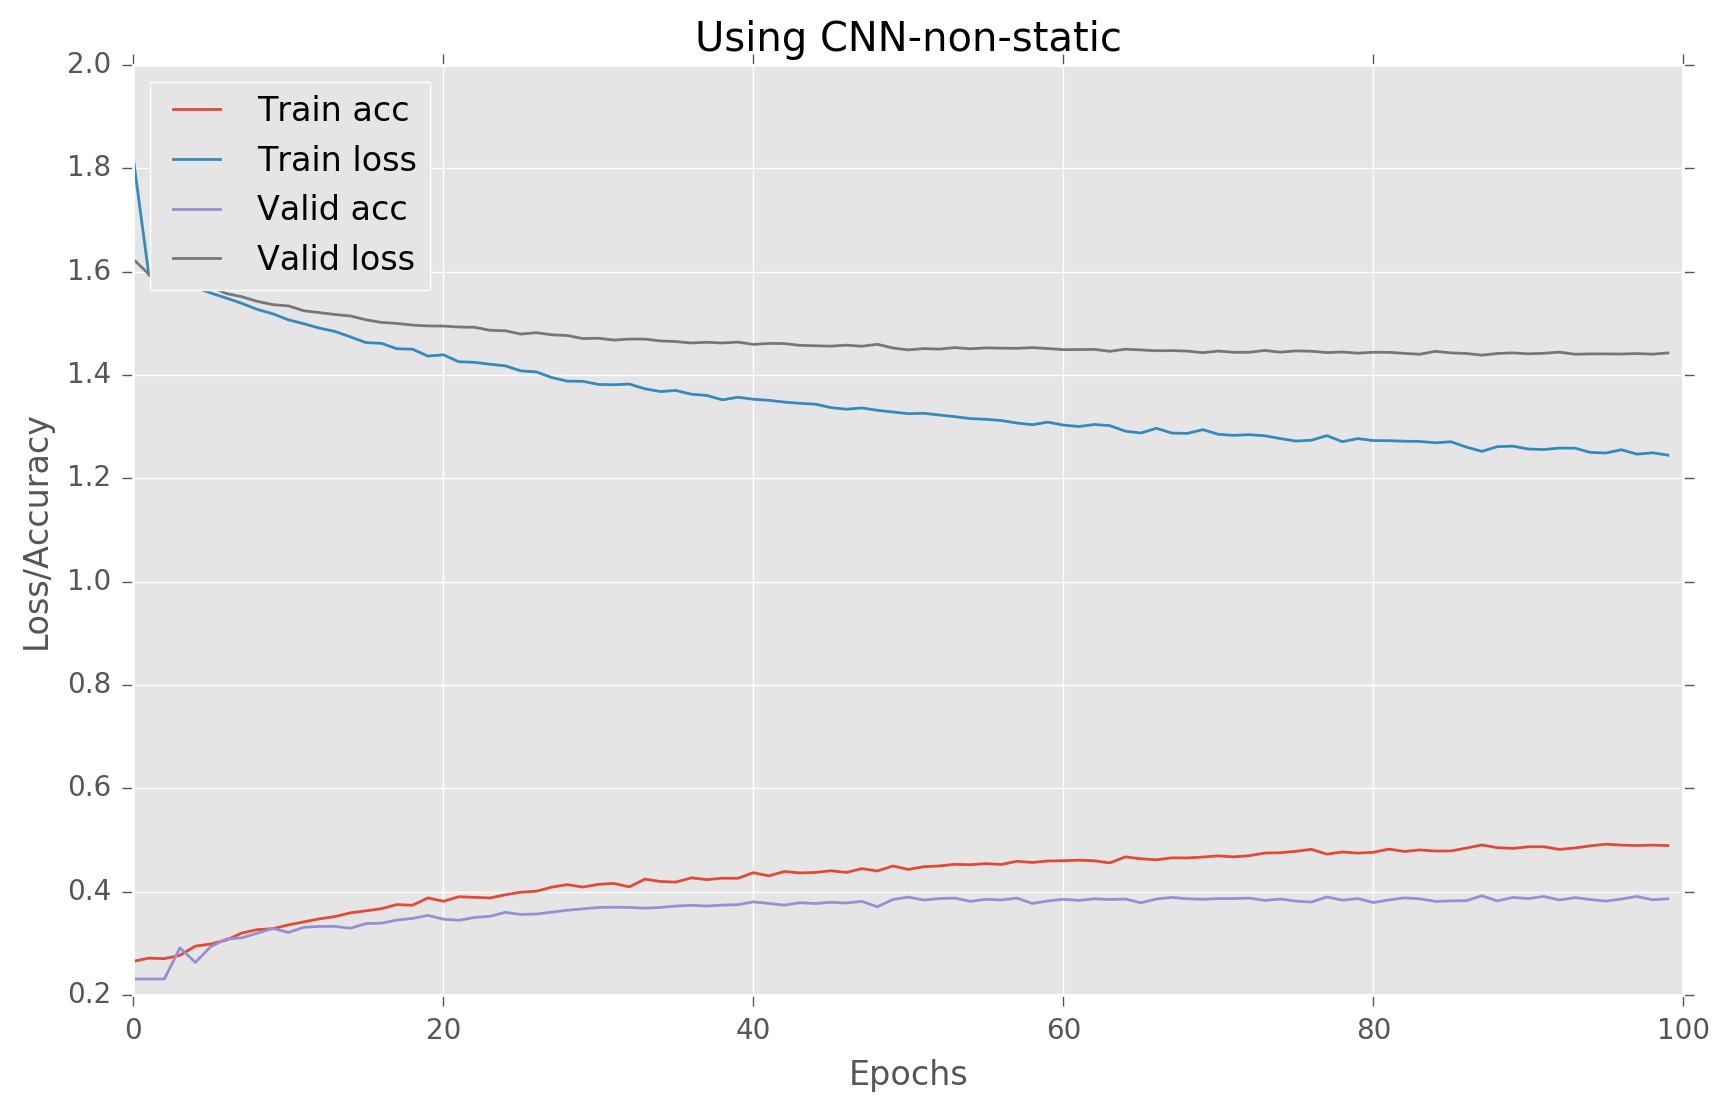 Using CNN-non-static
2.0
1.8
1.6
1.4
1.2
1.0
0.8
0.6
0.4
0.2
Loss/Accuracy
Train acc
Train loss
Valid acc
Valid loss
0 20 40 60 80 100
Epochs